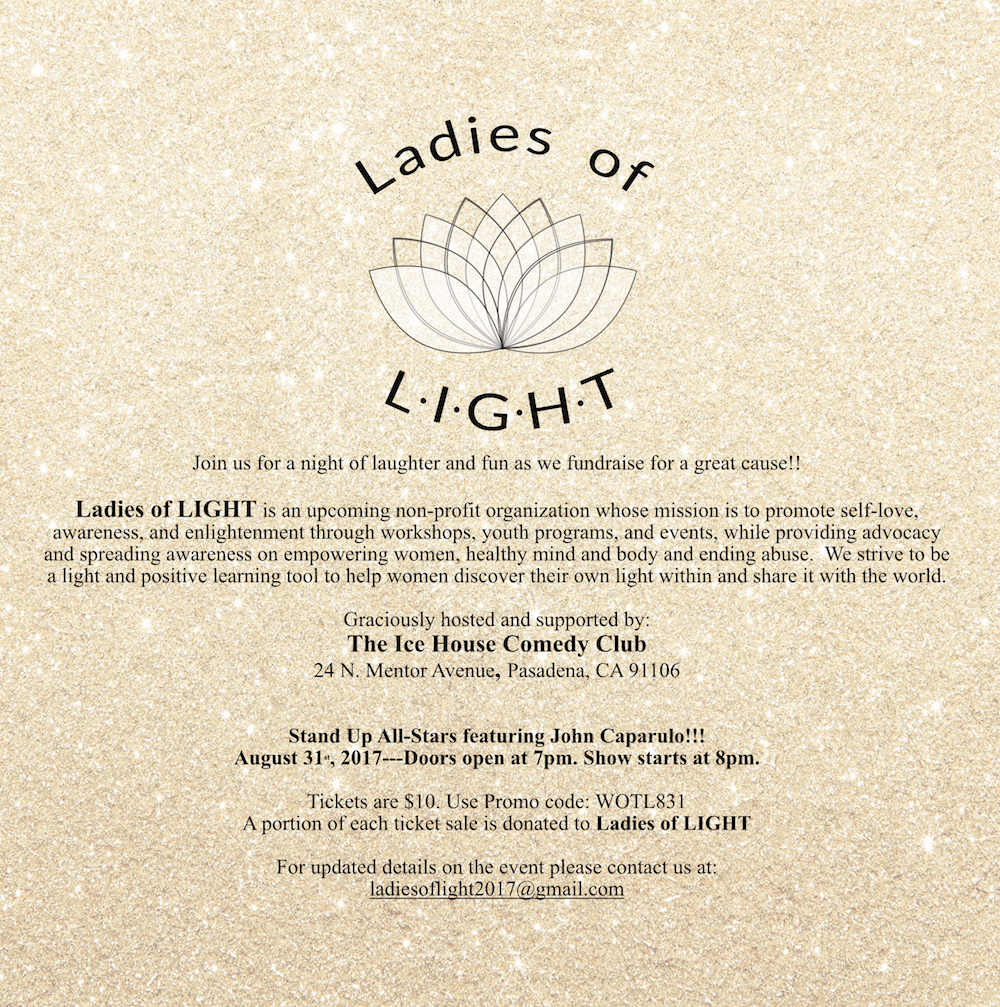 Ladies of
L·I·G·H·T
Join us for a night of laughter and fun as we fundraise for a great cause!!
Ladies of LIGHT is an upcoming non-profit organization whose mission is to promote self-love,
awareness, and enlightenment through workshops, youth programs, and events, while providing advocacy
and spreading awareness on empowering women, healthy mind and body and ending abuse.  We strive to be
a light and positive learning tool to help women discover their own light within and share it with the world.
Graciously hosted and supported by:
The Ice House Comedy Club
24 N. Mentor Avenue, Pasadena, CA 91106
Stand Up All-Stars featuring John Caparulo!!!
August 31st, 2017---Doors open at 7pm. Show starts at 8pm.
Tickets are $10. Use Promo code: WOTL831
A portion of each ticket sale is donated to Ladies of LIGHT
For updated details on the event please contact us at:
ladiesoflight2017@gmail.com